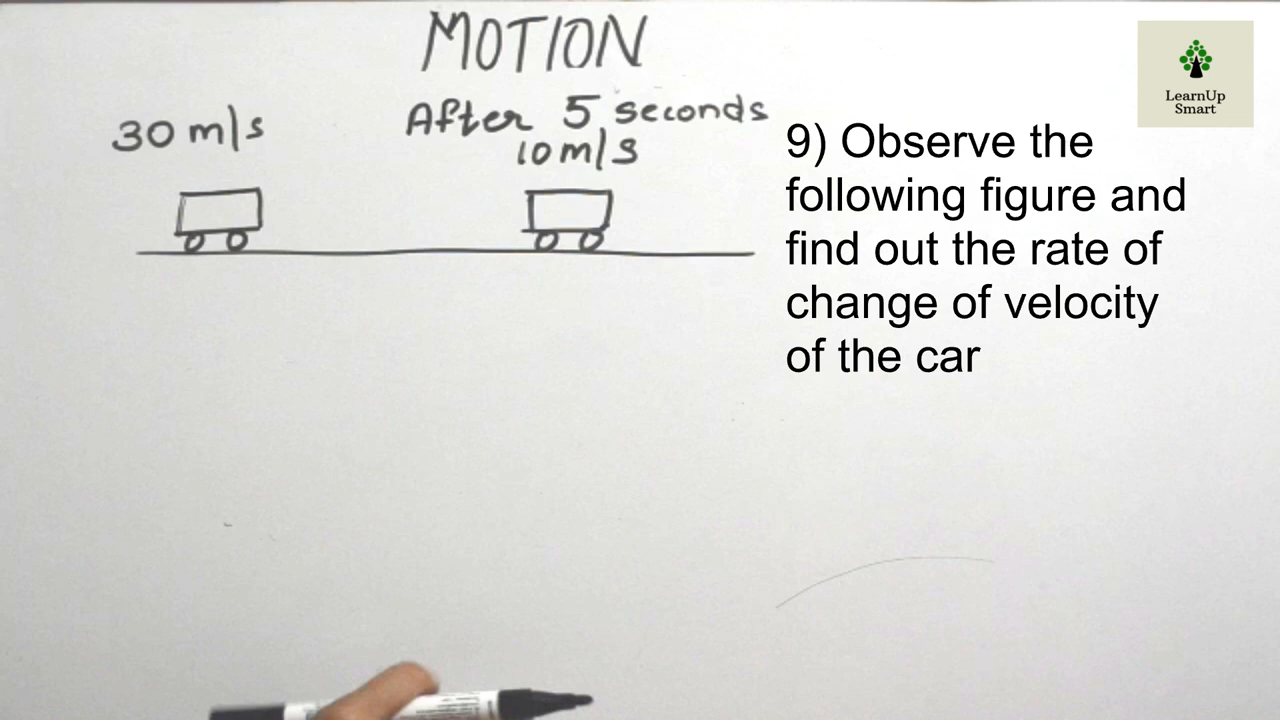 MOTION
30 m/s
After 5 seconds
10 m/s
LearnUp
Smart
9) Observe the
following figure and
find out the rate of
change of velocity
of the car